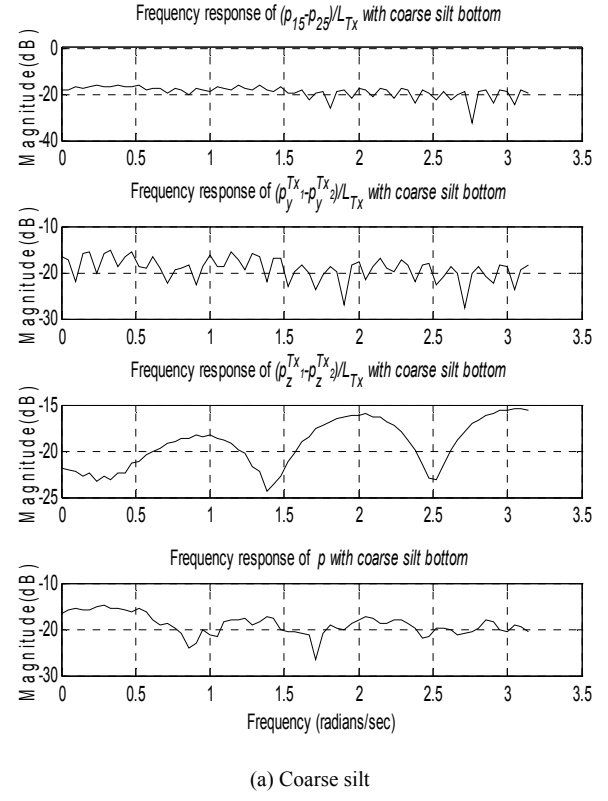 Frequency response of (p15-p25)/LTx with coarse silt bottom
Magnitude(dB)
0
-20
-40
0 0.5 1 1.5 2 2.5 3 3.5
Frequency response of (pyTx1-pyTx2)/LTx with coarse silt bottom
Magnitude(dB)
-10
-20
-30
0 0.5 1 1.5 2 2.5 3 3.5
Frequency response of (pzTx1-pzTx2)/LTx with coarse silt bottom
Magnitude(dB)
-15
-20
-25
0 0.5 1 1.5 2 2.5 3 3.5
Frequency response of p with coarse silt bottom
Magnitude(dB)
-10
-20
-30
0 0.5 1 1.5 2 2.5 3 3.5
Frequency (radians/sec)
(a) Coarse silt